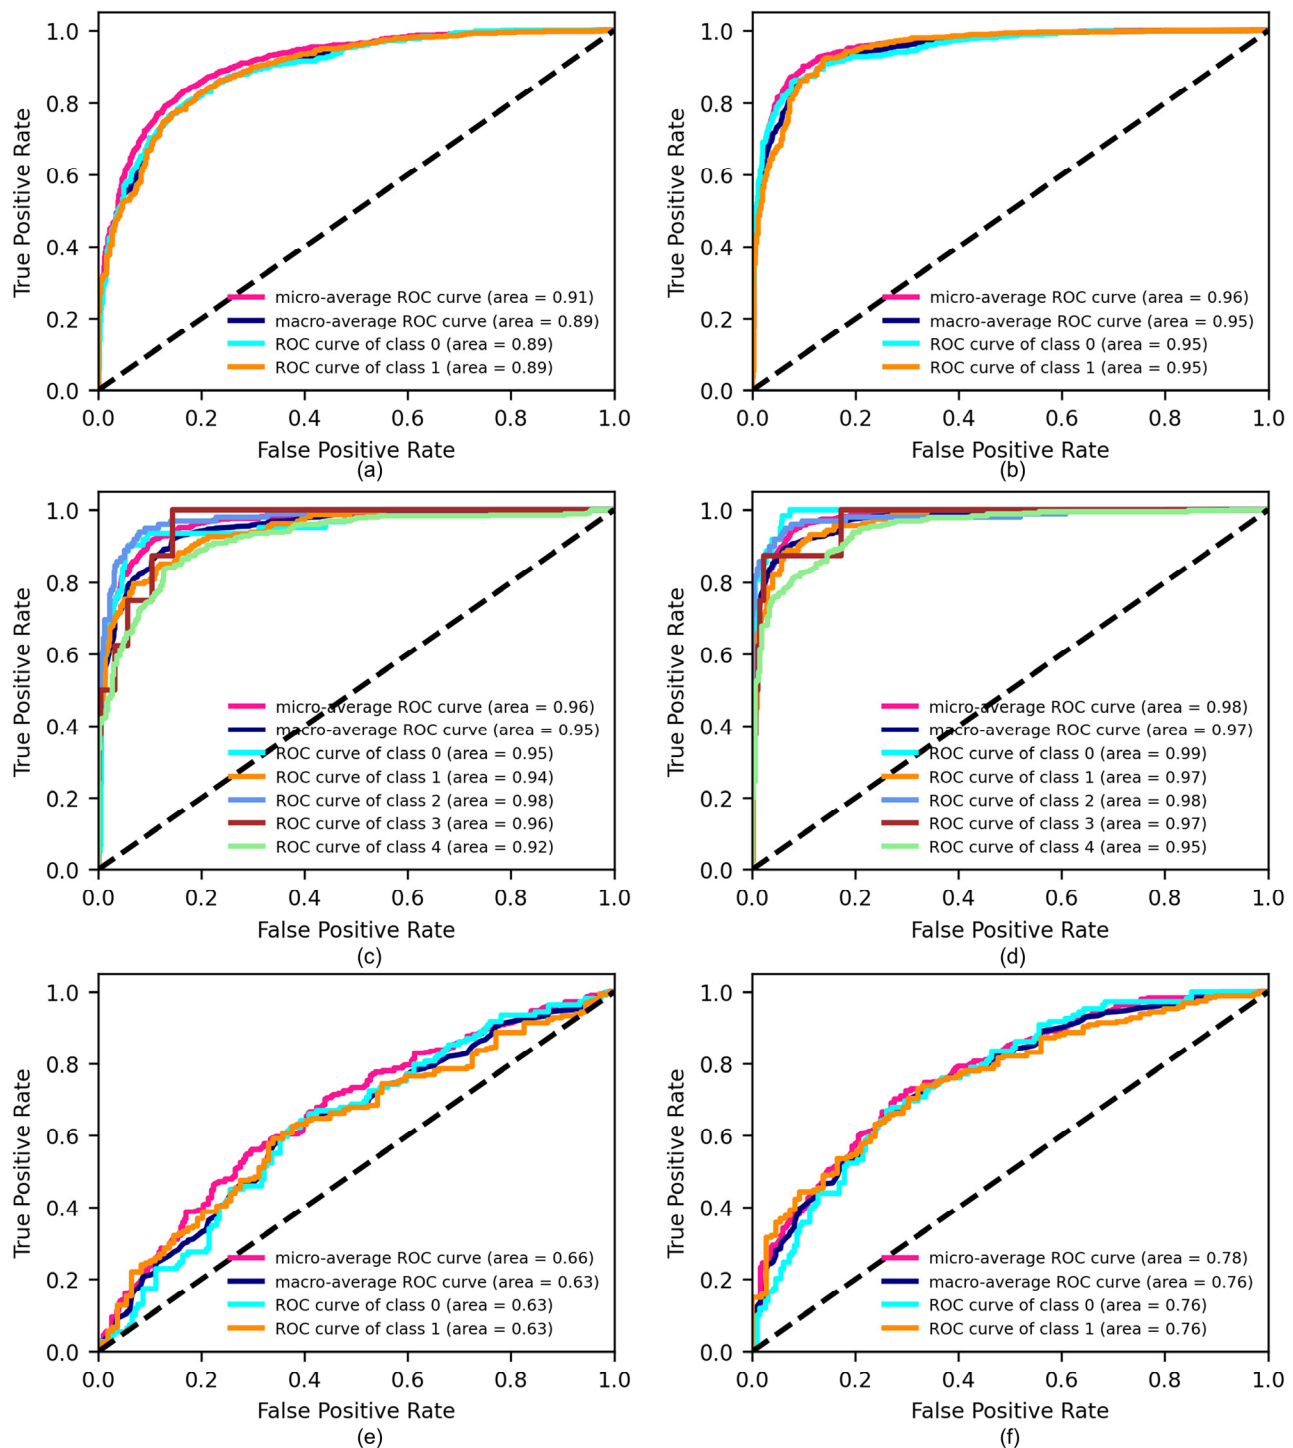 1.0
0.8
0.6
0.4
0.2
0.0
True Positive Rate
micro-average ROC curve (area = 0.91)
macro-average ROC curve (area = 0.89)
ROC curve of class 0 (area = 0.89)
ROC curve of class 1 (area = 0.89)
0.0 0.2 0.4 0.6 0.8 1.0
False Positive Rate
(a)
1.0
0.8
0.6
0.4
0.2
0.0
True Positive Rate
micro-average ROC curve (area = 0.96)
macro-average ROC curve (area = 0.95)
ROC curve of class 0 (area = 0.95)
ROC curve of class 1 (area = 0.95)
0.0 0.2 0.4 0.6 0.8 1.0
False Positive Rate
(b)
1.0
0.8
0.6
0.4
0.2
0.0
True Positive Rate
micro-average ROC curve (area = 0.96)
macro-average ROC curve (area = 0.95)
ROC curve of class 0 (area = 0.95)
ROC curve of class 1 (area = 0.94)
ROC curve of class 2 (area = 0.98)
ROC curve of class 3 (area = 0.96)
ROC curve of class 4 (area = 0.92)
0.0 0.2 0.4 0.6 0.8 1.0
False Positive Rate
(c)
1.0
0.8
0.6
0.4
0.2
0.0
True Positive Rate
micro-average ROC curve (area = 0.98)
macro-average ROC curve (area = 0.97)
ROC curve of class 0 (area = 0.99)
ROC curve of class 1 (area = 0.97)
ROC curve of class 2 (area = 0.98)
ROC curve of class 3 (area = 0.97)
ROC curve of class 4 (area = 0.95)
0.0 0.2 0.4 0.6 0.8 1.0
False Positive Rate
(d)
1.0
0.8
0.6
0.4
0.2
0.0
True Positive Rate
micro-average ROC curve (area = 0.66)
macro-average ROC curve (area = 0.63)
ROC curve of class 0 (area = 0.63)
ROC curve of class 1 (area = 0.63)
0.0 0.2 0.4 0.6 0.8 1.0
False Positive Rate
(e)
1.0
0.8
0.6
0.4
0.2
0.0
True Positive Rate
micro-average ROC curve (area = 0.78)
macro-average ROC curve (area = 0.76)
ROC curve of class 0 (area = 0.76)
ROC curve of class 1 (area = 0.76)
0.0 0.2 0.4 0.6 0.8 1.0
False Positive Rate
(f)